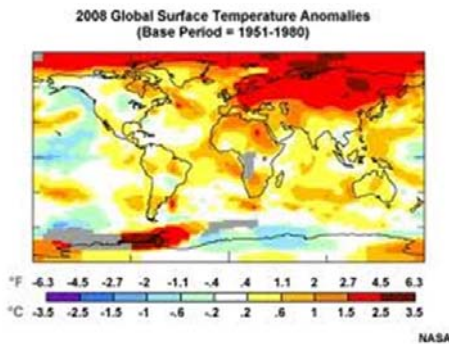 2008 Global Surface Temperature Anomalies
(Base Period = 1951-1980)
°F -6.3 -4.5 -2.7 -2 -1.1 -.4 .4 1.1 2 2.7 4.5 6.3
°C -3.5 -2.5 -1.5 -1 -.6 -.2 .2 .6 1 1.5 2.5 3.5
NASA